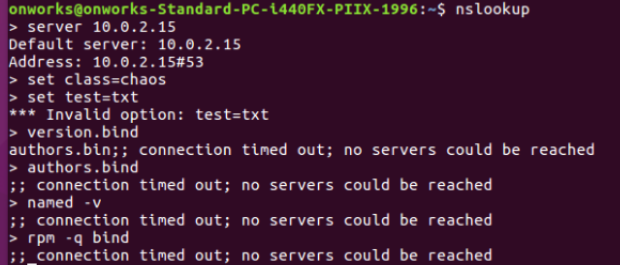 onworks@onworks-Standard-PC-i440FX-PIIX-1996:~$ nslookup
> server 10.0.2.15
Default server: 10.0.2.15
Address: 10.0.2.15#53
> set class=chaos
> set test=txt
*** Invalid option: test=txt
> version.bind
authors.bin;; connection timed out; no servers could be reached
> authors.bind
;; connection timed out; no servers could be reached
> named -v
;; connection timed out; no servers could be reached
> rpm -q bind
;; connection timed out; no servers could be reached